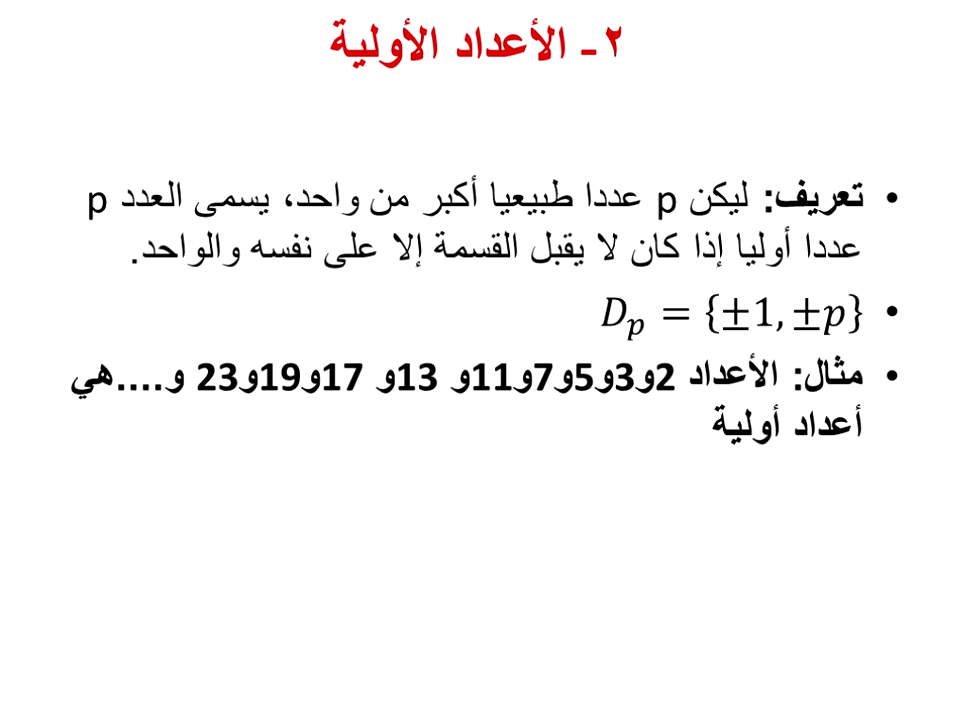 ٢ - الأعداد الأولية
• تعريف: ليكن p عددا طبيعيا أكبر من واحد، يسمى العدد p
عددا أوليا إذا كان لا يقبل القسمة إلا على نفسه والواحد.
• D_p = {±1, ±p}
• مثال: الأعداد 2و3و5و7و11و 13و 17و19و23 و....هي
أعداد أولية